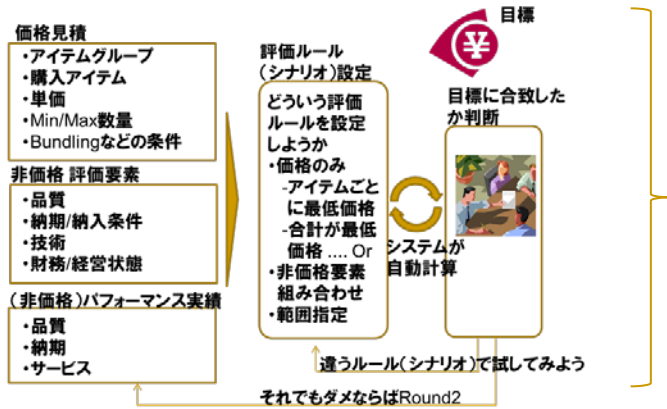 価格見積
・アイテムグループ
・購入アイテム
・単価
・Min/Max数量
・Bundlingなどの条件
非価格 評価要素
・品質
・納期/納入条件
・技術
・財務/経営状態
(非価格)パフォーマンス実績
・品質
・納期
・サービス
評価ルール
(シナリオ)設定
どういう評価
ルールを設定
しようか
・価格のみ
-アイテムごと
に最低価格
-合計が最低
価格 .... Or
・非価格要素
組み合わせ
・範囲指定
システムが
自動計算
¥
目標
目標に合致した
か判断
違うルール(シナリオ)で試してみよう
それでもダメならばRound2